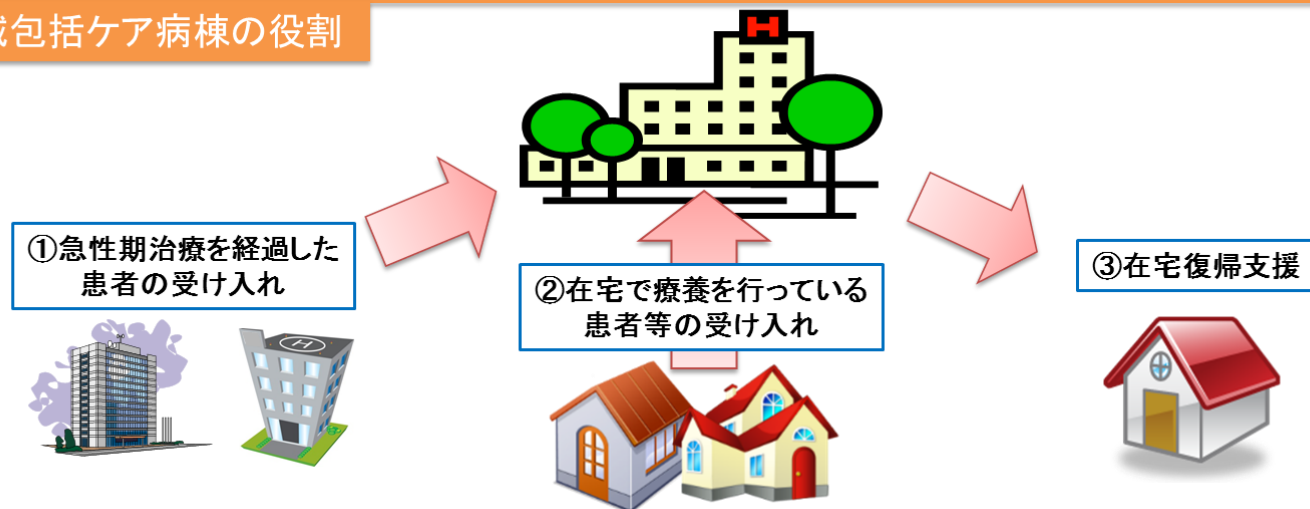 域包括ケア病棟の役割
H
①急性期治療を経過した
患者の受け入れ
②在宅で療養を行っている
患者等の受け入れ
③在宅復帰支援
H